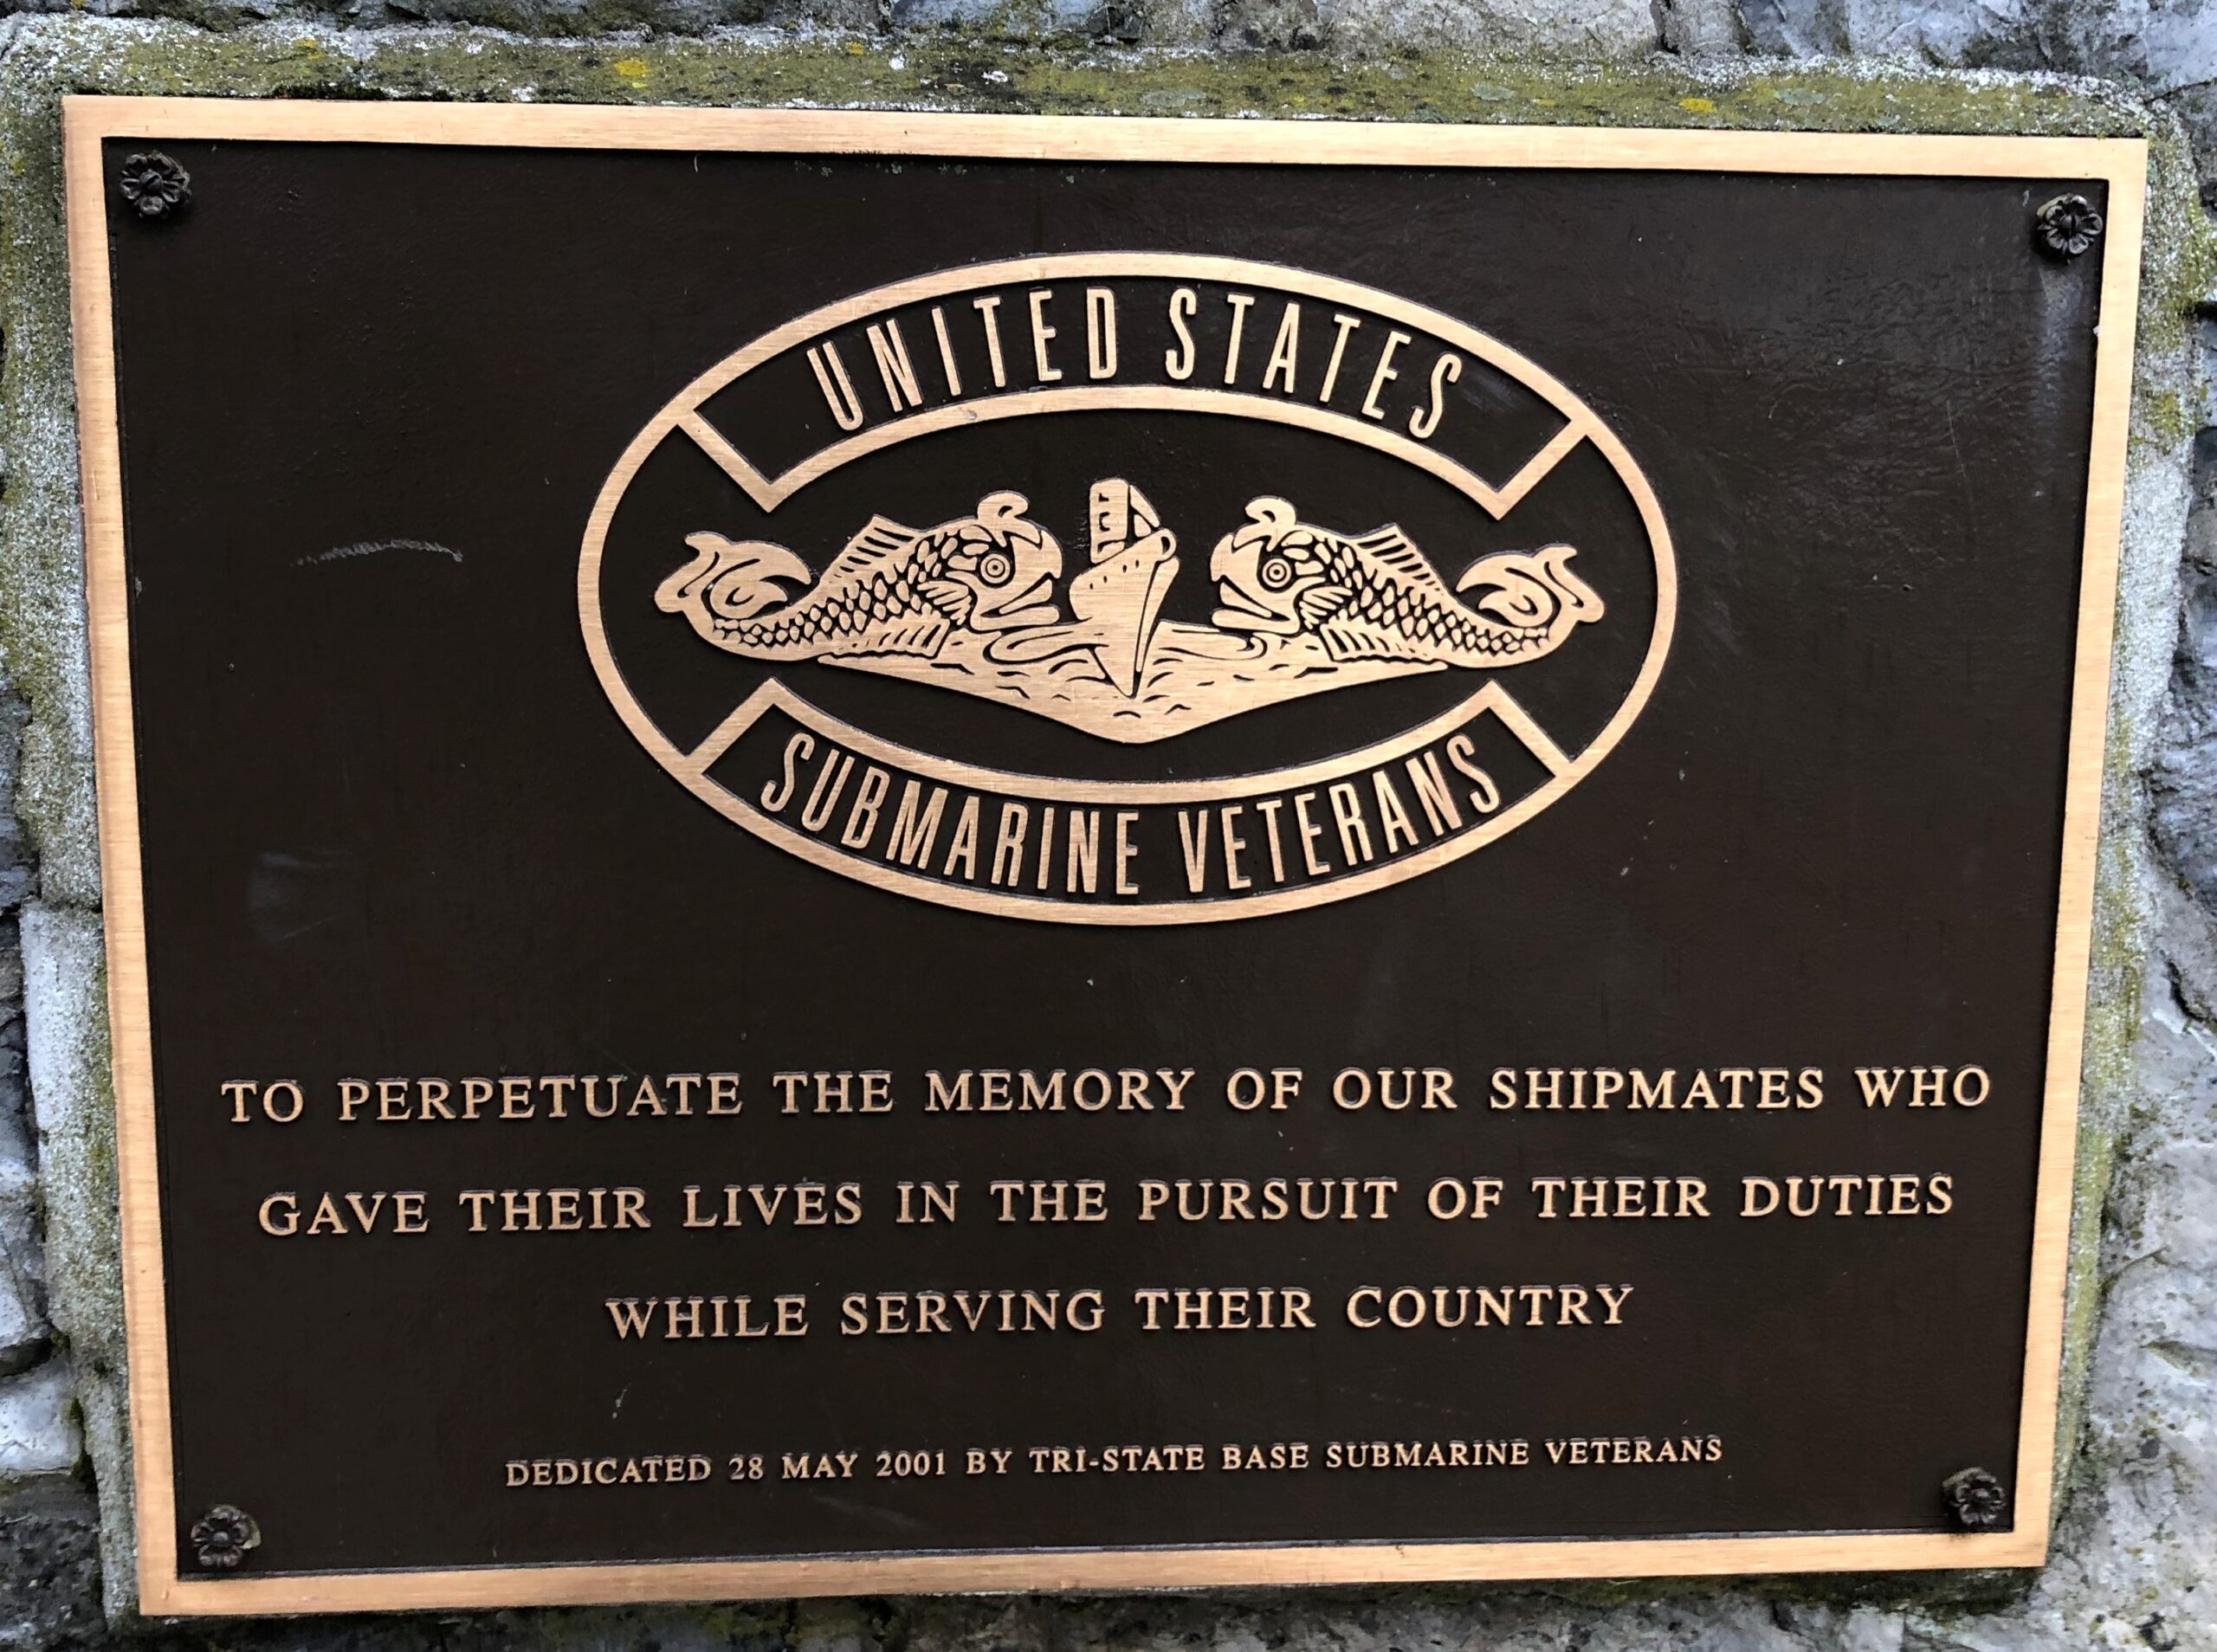 UNITED STATES
SUBMARINE VETERANS
TO PERPETUATE THE MEMORY OF OUR SHIPMATES WHO
GAVE THEIR LIVES IN THE PURSUIT OF THEIR DUTIES
WHILE SERVING THEIR COUNTRY
DEDICATED 28 MAY 2001 BY TRI-STATE BASE SUBMARINE VETERANS